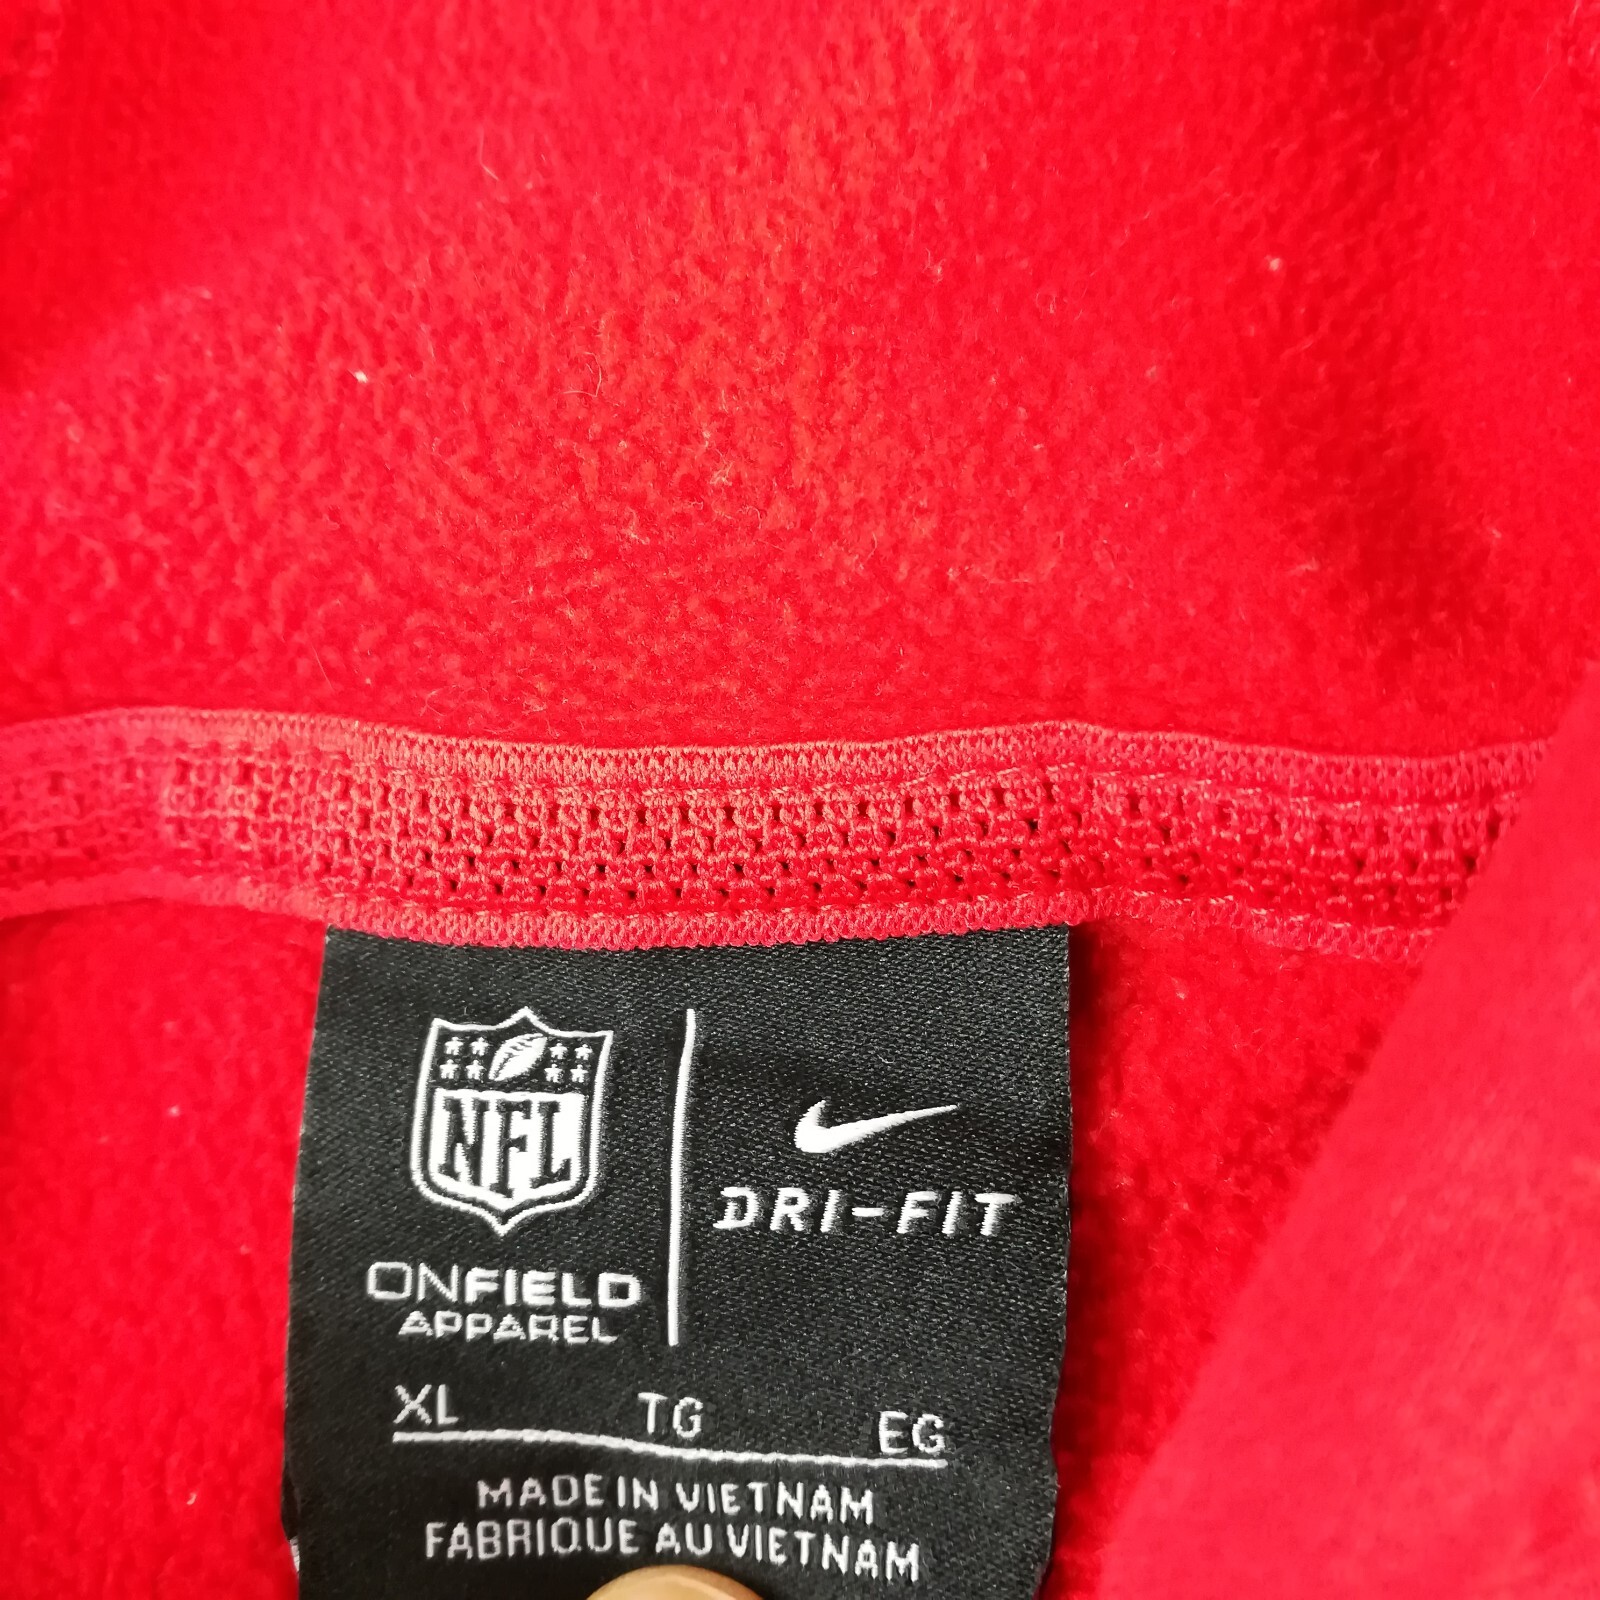 NFL
ONFIELD
APPAREL
DRI-FIT
XL TG EG
MADE IN VIETNAM
FABRIQUE AU VIETNAM